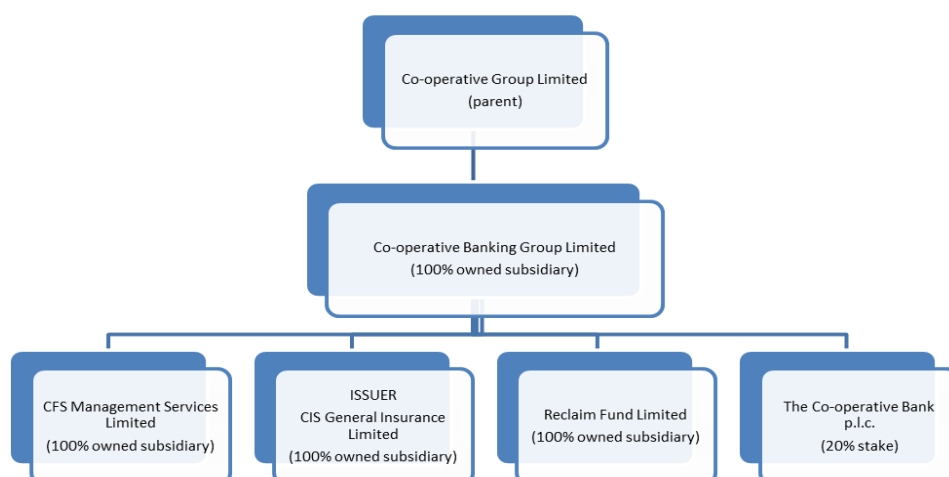 Co-operative Group Limited
(parent)
Co-operative Banking Group Limited
(100% owned subsidiary)
CFS Management Services
Limited
(100% owned subsidiary)
ISSUER
CIS General Insurance
Limited
(100% owned subsidiary)
Reclaim Fund Limited
(100% owned subsidiary)
The Co-operative Bank
p.l.c.
(20% stake)